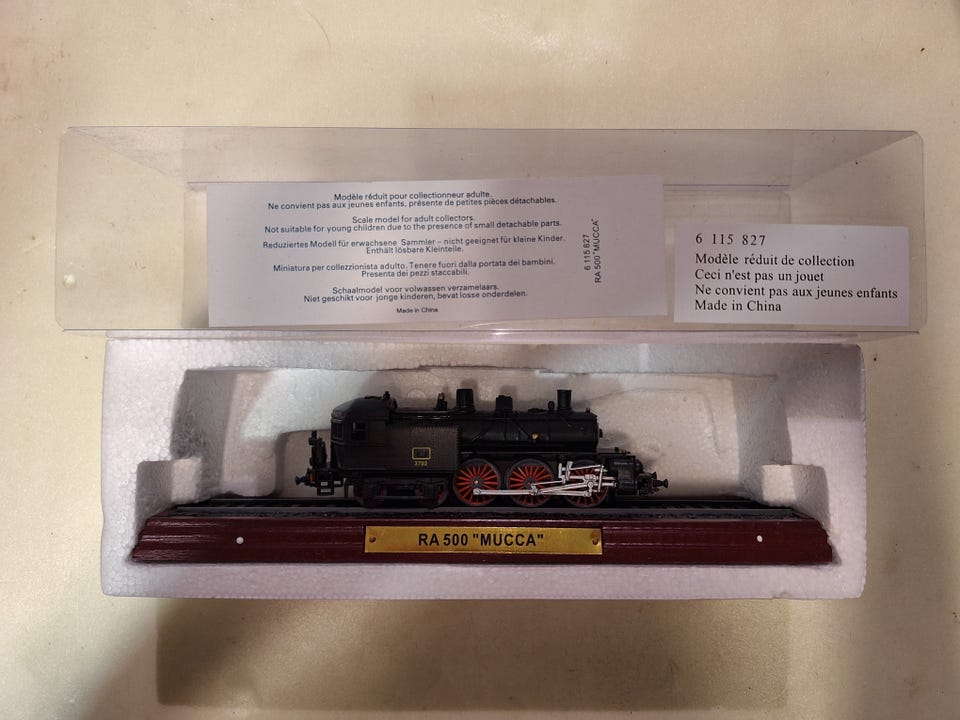 Modèle réduit pour collectionneur adulte.
Ne convient pas aux jeunes enfants, présente de petites pièces détachables.
Scale model for adult collectors.
Not suitable for young children due to the presence of small detachable parts.
Reduziertes Modell für erwachsene Sammler – nicht geeignet für kleine Kinder.
Enthält lösbare Kleinteile.
Miniatura per collezzionista adulto. Tenere fuori dalla portata dei bambini.
Presenta dei pezzi staccabili.
Schaalmodel voor volwassen verzamelaars.
Niet geschikt voor jonge kinderen, bevat losse onderdelen.
Made in China
6 115 827
RA 500 "MUCCA"
6 115 827
Modèle réduit de collection
Ceci n'est pas un jouet
Ne convient pas aux jeunes enfants
Made in China
3792
RA 500 "MUCCA"